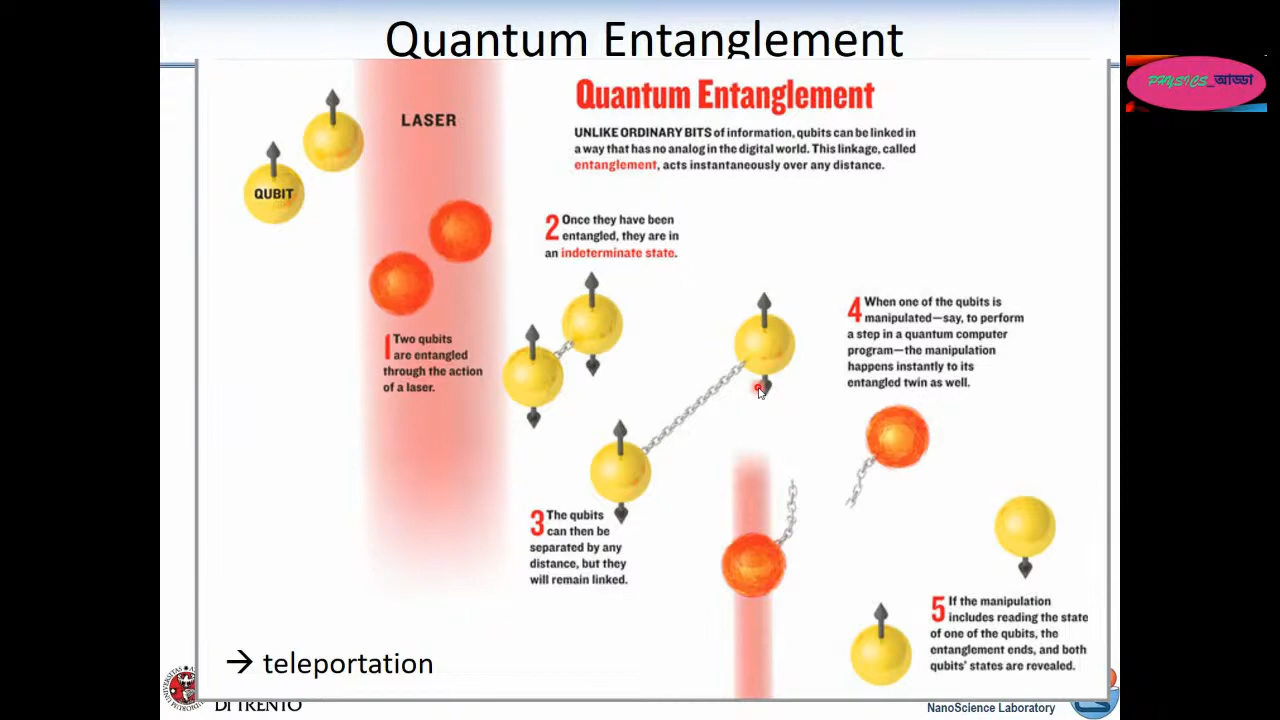 Quantum Entanglement
PHYSICS_আড্ডা
Quantum Entanglement
LASER
UNLIKE ORDINARY BITS of information, qubits can be linked in
a way that has no analog in the digital world. This linkage, called
entanglement, acts instantaneously over any distance.
QUBIT
2 Once they have been
entangled, they are in
an indeterminate state.
1 Two qubits
are entangled
through the action
of a laser.
4 When one of the qubits is
manipulated—say, to perform
a step in a quantum computer
program—the manipulation
happens instantly to its
entangled twin as well.
3 The qubits
can then be
separated by any
distance, but they
will remain linked.
5 If the manipulation
includes reading the state
of one of the qubits, the
entanglement ends, and both
qubits' states are revealed.
→ teleportation
DI TRENTO
NanoScience Laboratory